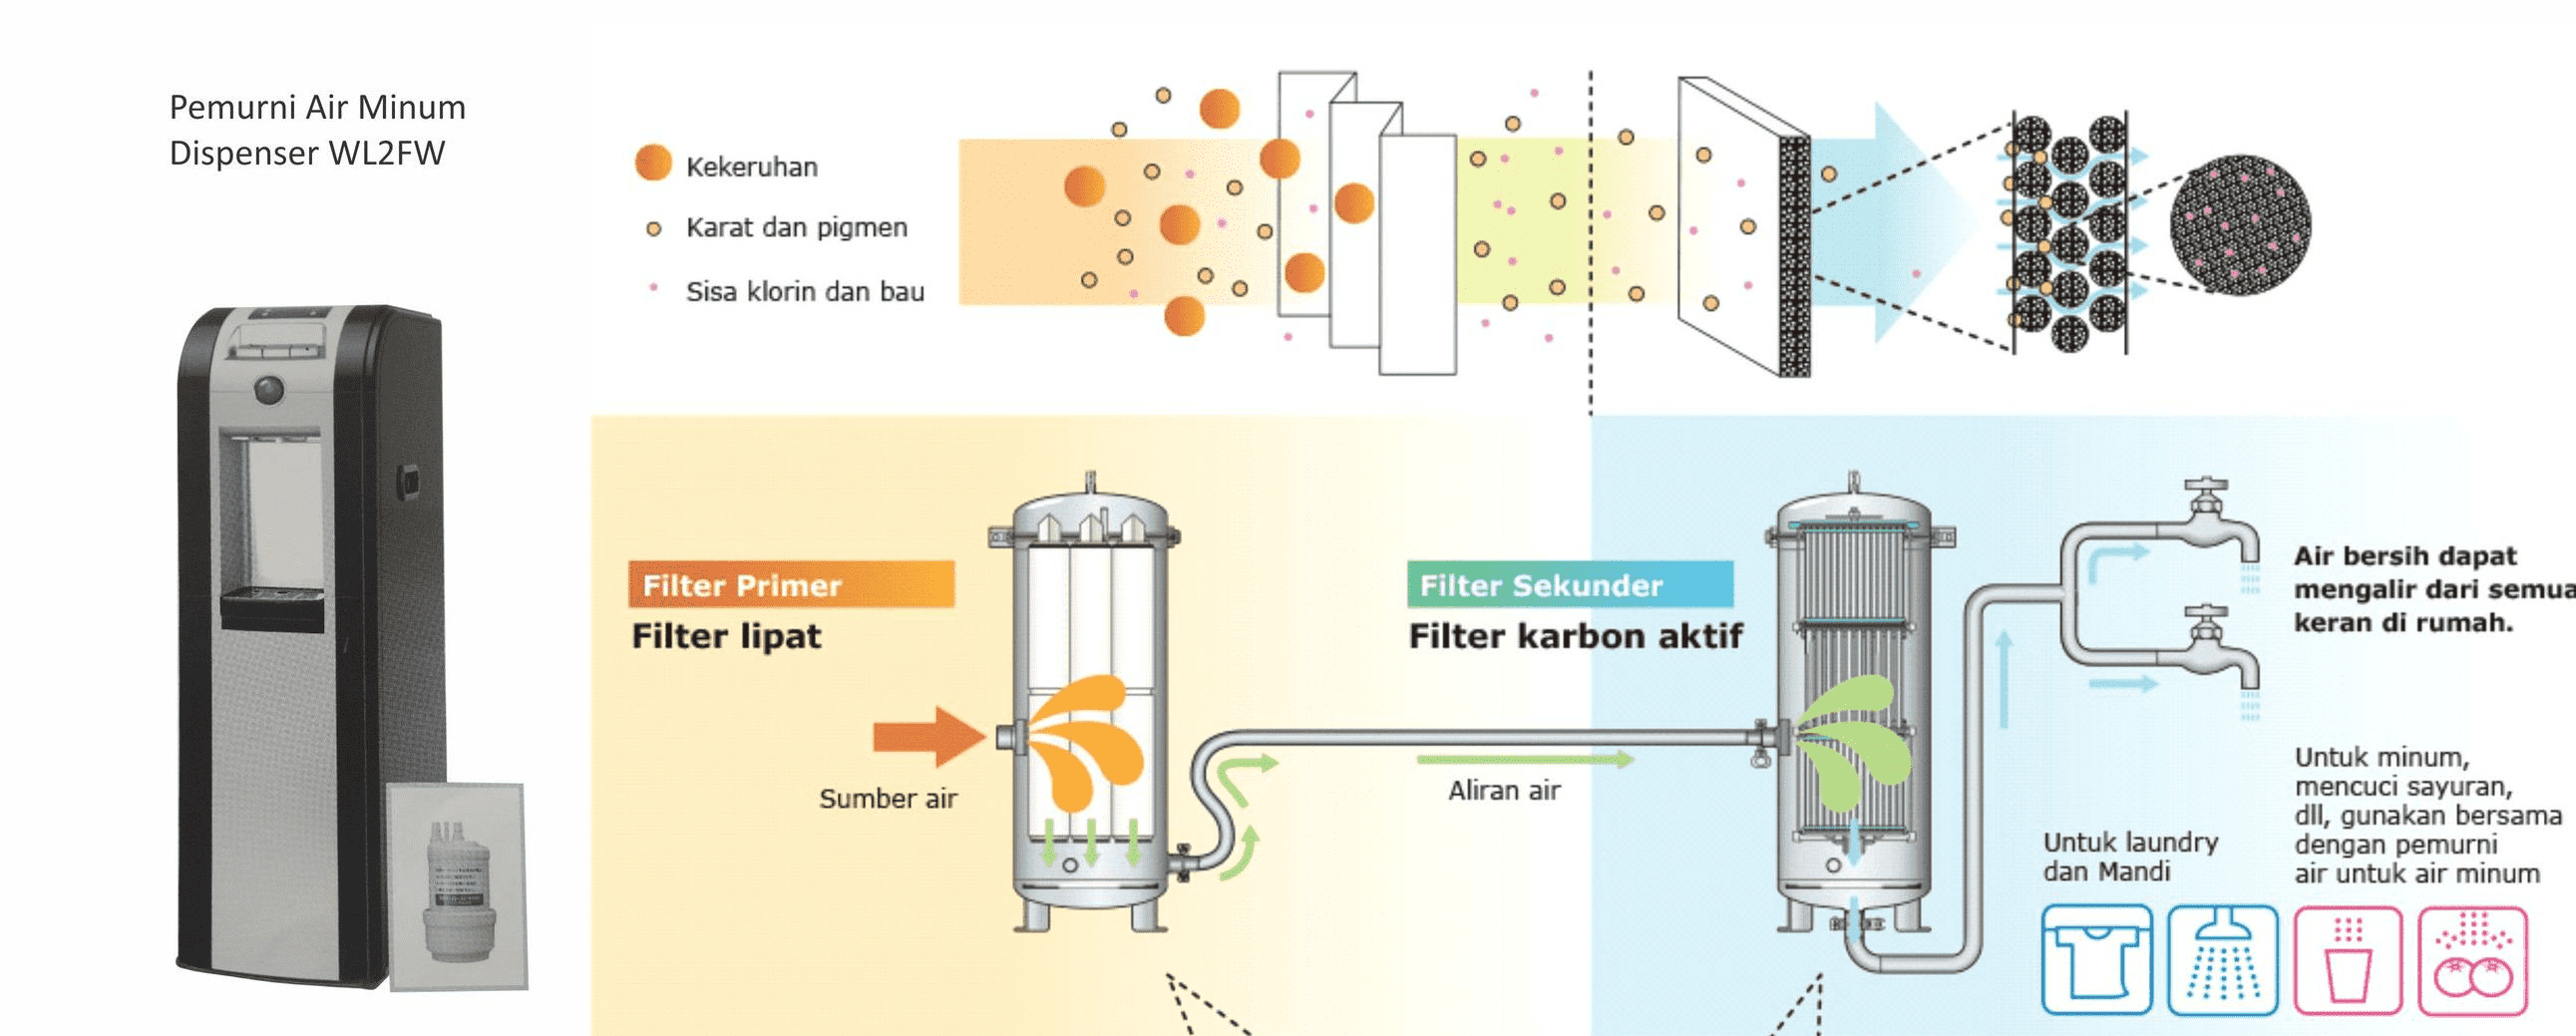 Pemurni Air Minum
Dispenser WL2FW
Kekeruhan
Karat dan pigmen
Sisa klorin dan bau
Filter Primer
Filter lipat
Sumber air
Filter Sekunder
Filter karbon aktif
Aliran air
Air bersih dapat
mengalir dari semua
keran di rumah.
Untuk laundry
dan Mandi
Untuk minum,
mencuci sayuran,
dll, gunakan bersama
dengan pemurni
air untuk air minum